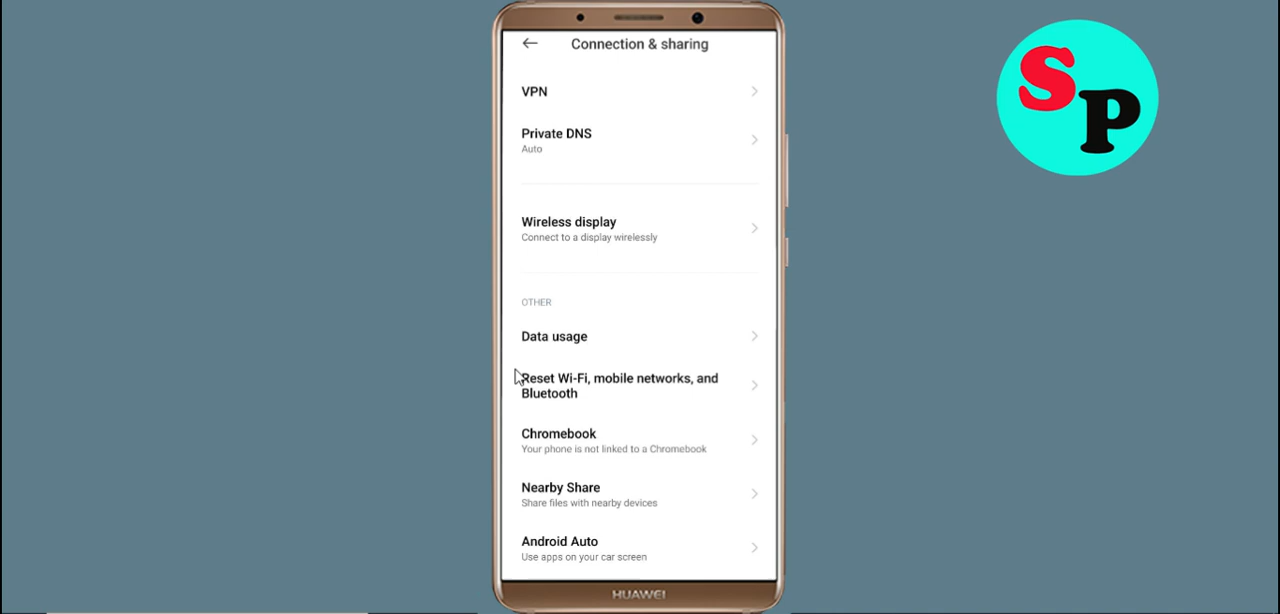 Connection & sharing
VPN
Private DNS
Auto
Wireless display
Connect to a display wirelessly
OTHER
Data usage
Reset Wi-Fi, mobile networks, and
Bluetooth
Chromebook
Your phone is not linked to a Chromebook
Nearby Share
Share files with nearby devices
Android Auto
Use apps on your car screen
HUAWEI
SP